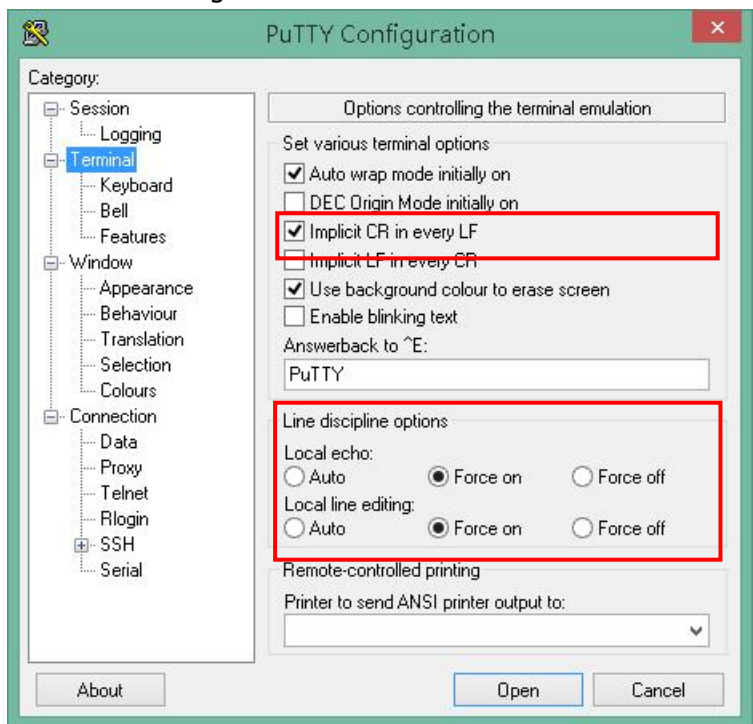 PuTTY Configuration
Category:
Session
Logging
Terminal
Keyboard
Bell
Features
Window
Appearance
Behaviour
Translation
Selection
Colours
Connection
Data
Proxy
Telnet
Rlogin
SSH
Serial
Options controlling the terminal emulation
Set various terminal options
Auto wrap mode initially on
DEC Origin Mode initially on
Implicit CR in every LF
Implicit LF in every CR
Use background colour to erase screen
Enable blinking text
Answerback to ^E:
PuTTY
Line discipline options
Local echo:
Auto Force on Force off
Local line editing:
Auto Force on Force off
Remote-controlled printing
Printer to send ANSI printer output to:
About Open Cancel